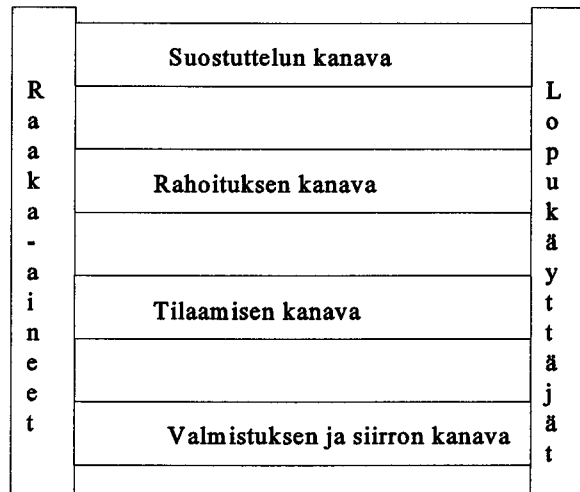 Raaka-aineet
Suostuttelun kanava
Rahoituksen kanava
Tilaamisen kanava
Valmistuksen ja siirron kanava
Lopukäyttäjät